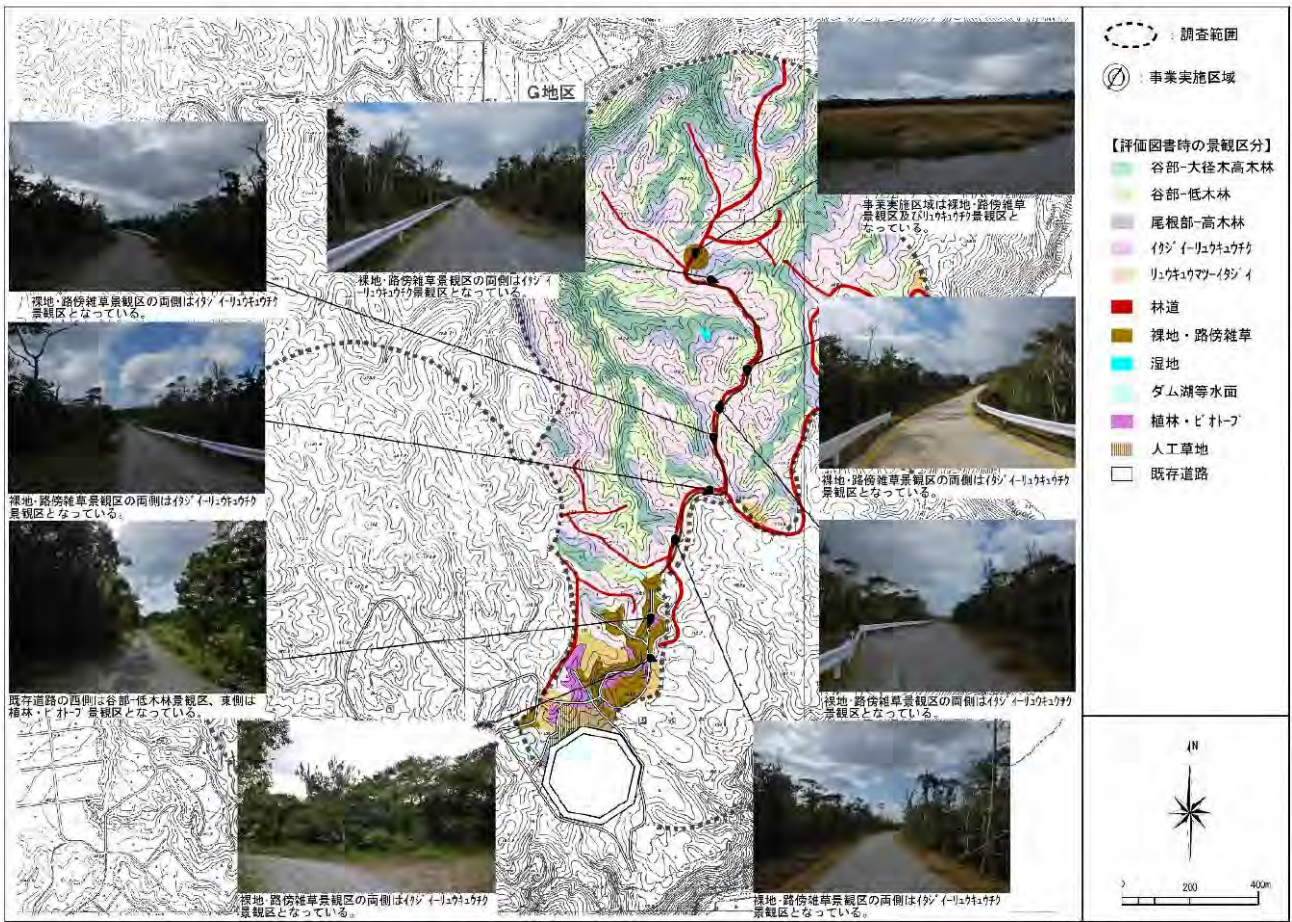 G地区
裸地･路傍雑草景観区の両側はｲﾀｼﾞｲｰﾘｭｳｷｭｳﾁｸ
景観区となっている。
裸地･路傍雑草景観区の両側はｲﾀｼﾞｲ
ｰﾘｭｳｷｭｳﾁｸ景観区となっている。
事業実施区域は裸地･路傍雑草
景観区及びﾘｭｳｷｭｳﾁｸ景観区と
なっている。
裸地･路傍雑草景観区の両側はｲﾀｼﾞｲｰﾘｭｳｷｭｳﾁｸ
景観区となっている。
裸地･路傍雑草景観区の両側はｲﾀｼﾞｲｰﾘｭｳｷｭｳﾁｸ
景観区となっている。
既存道路の西側は谷部-低木林景観区、東側は
植林･ﾋﾞｵﾄｰﾌﾟ景観区となっている。
裸地･路傍雑草景観区の両側はｲﾀｼﾞｲｰﾘｭｳｷｭｳﾁｸ
景観区となっている。
裸地･路傍雑草景観区の両側はｲﾀｼﾞｲｰﾘｭｳｷｭｳﾁｸ
景観区となっている。
裸地･路傍雑草景観区の両側はｲﾀｼﾞｲｰﾘｭｳｷｭｳﾁｸ
景観区となっている。
：調査範囲
：事業実施区域
【評価図書時の景観区分】
谷部-大径木高木林
谷部-低木林
尾根部-高木林
ｲﾀｼﾞｲｰﾘｭｳｷｭｳﾁｸ
ﾘｭｳｷｭｳﾏﾂｰｲﾀｼﾞｲ
林道
裸地・路傍雑草
湿地
ダム湖等水面
植林・ﾋﾞｵﾄｰﾌﾟ
人工草地
既存道路
N
0 200 400m